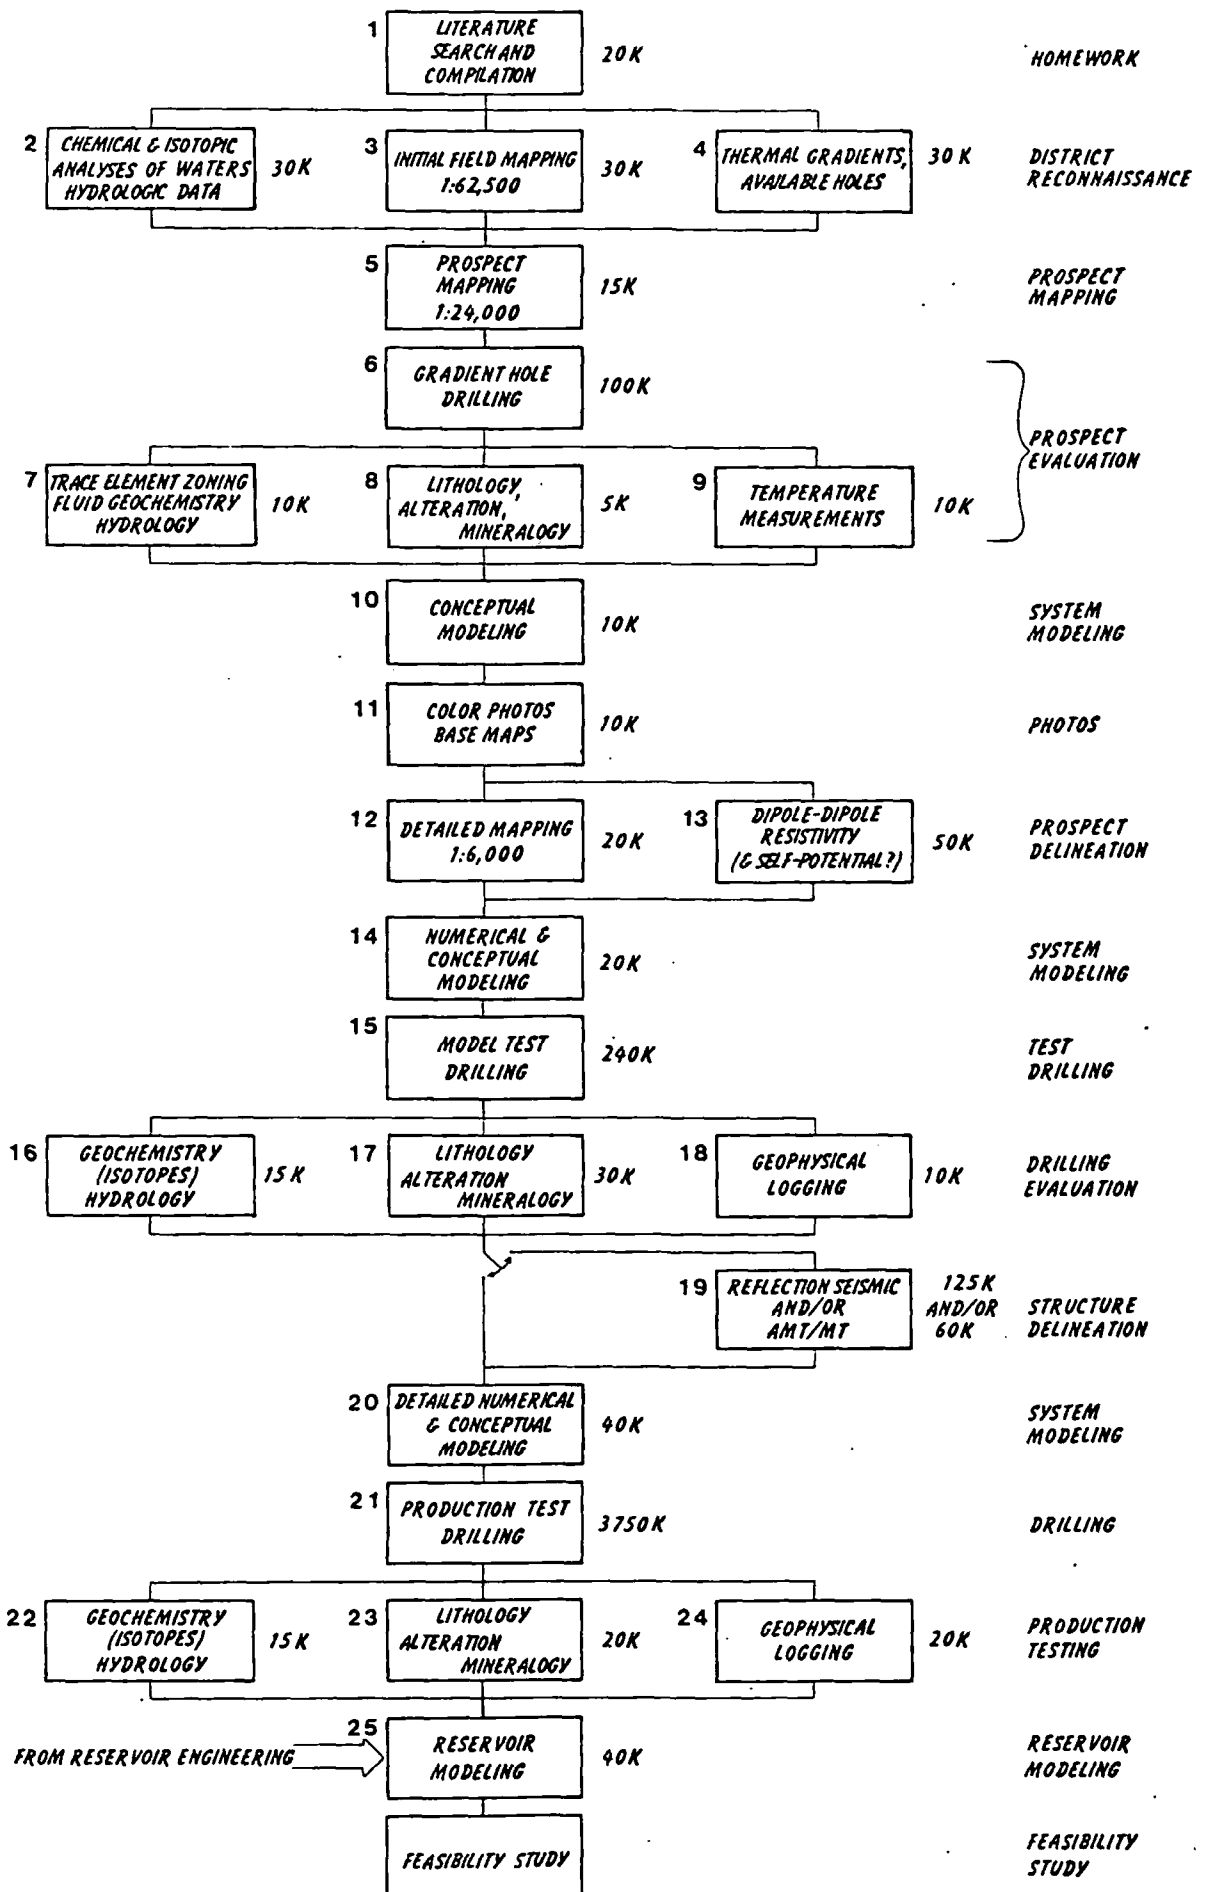 1
LITERATURE
SEARCH AND
COMPILATION
20K
HOMEWORK
2
CHEMICAL & ISOTOPIC
ANALYSES OF WATERS
HYDROLOGIC DATA
30K
3
INITIAL FIELD MAPPING
1:62,500
30K
4
THERMAL GRADIENTS,
AVAILABLE HOLES
30K
DISTRICT
RECONNAISSANCE
5
PROSPECT
MAPPING
1:24,000
15K
PROSPECT
MAPPING
6
GRADIENT HOLE
DRILLING
100K
PROSPECT
EVALUATION
7
TRACE ELEMENT ZONING
FLUID GEOCHEMISTRY
HYDROLOGY
10K
8
LITHOLOGY,
ALTERATION,
MINERALOGY
5K
9
TEMPERATURE
MEASUREMENTS
10K
10
CONCEPTUAL
MODELING
10K
SYSTEM
MODELING
11
COLOR PHOTOS
BASE MAPS
10K
PHOTOS
12
DETAILED MAPPING
1:6,000
20K
13
DIPOLE-DIPOLE
RESISTIVITY
(& SELF-POTENTIAL?)
50K
PROSPECT
DELINEATION
14
NUMERICAL &
CONCEPTUAL
MODELING
20K
SYSTEM
MODELING
15
MODEL TEST
DRILLING
240K
TEST
DRILLING
16
GEOCHEMISTRY
(ISOTOPES)
HYDROLOGY
15K
17
LITHOLOGY
ALTERATION
MINERALOGY
30K
18
GEOPHYSICAL
LOGGING
10K
DRILLING
EVALUATION
19
REFLECTION SEISMIC
AND/OR
AMT/MT
125K
AND/OR
60K
STRUCTURE
DELINEATION
20
DETAILED NUMERICAL
& CONCEPTUAL
MODELING
40K
SYSTEM
MODELING
21
PRODUCTION TEST
DRILLING
3750K
DRILLING
22
GEOCHEMISTRY
(ISOTOPES)
HYDROLOGY
15K
23
LITHOLOGY
ALTERATION
MINERALOGY
20K
24
GEOPHYSICAL
LOGGING
20K
PRODUCTION
TESTING
25
FROM RESERVOIR ENGINEERING
RESERVOIR
MODELING
40K
RESERVOIR
MODELING
FEASIBILITY STUDY
FEASIBILITY
STUDY